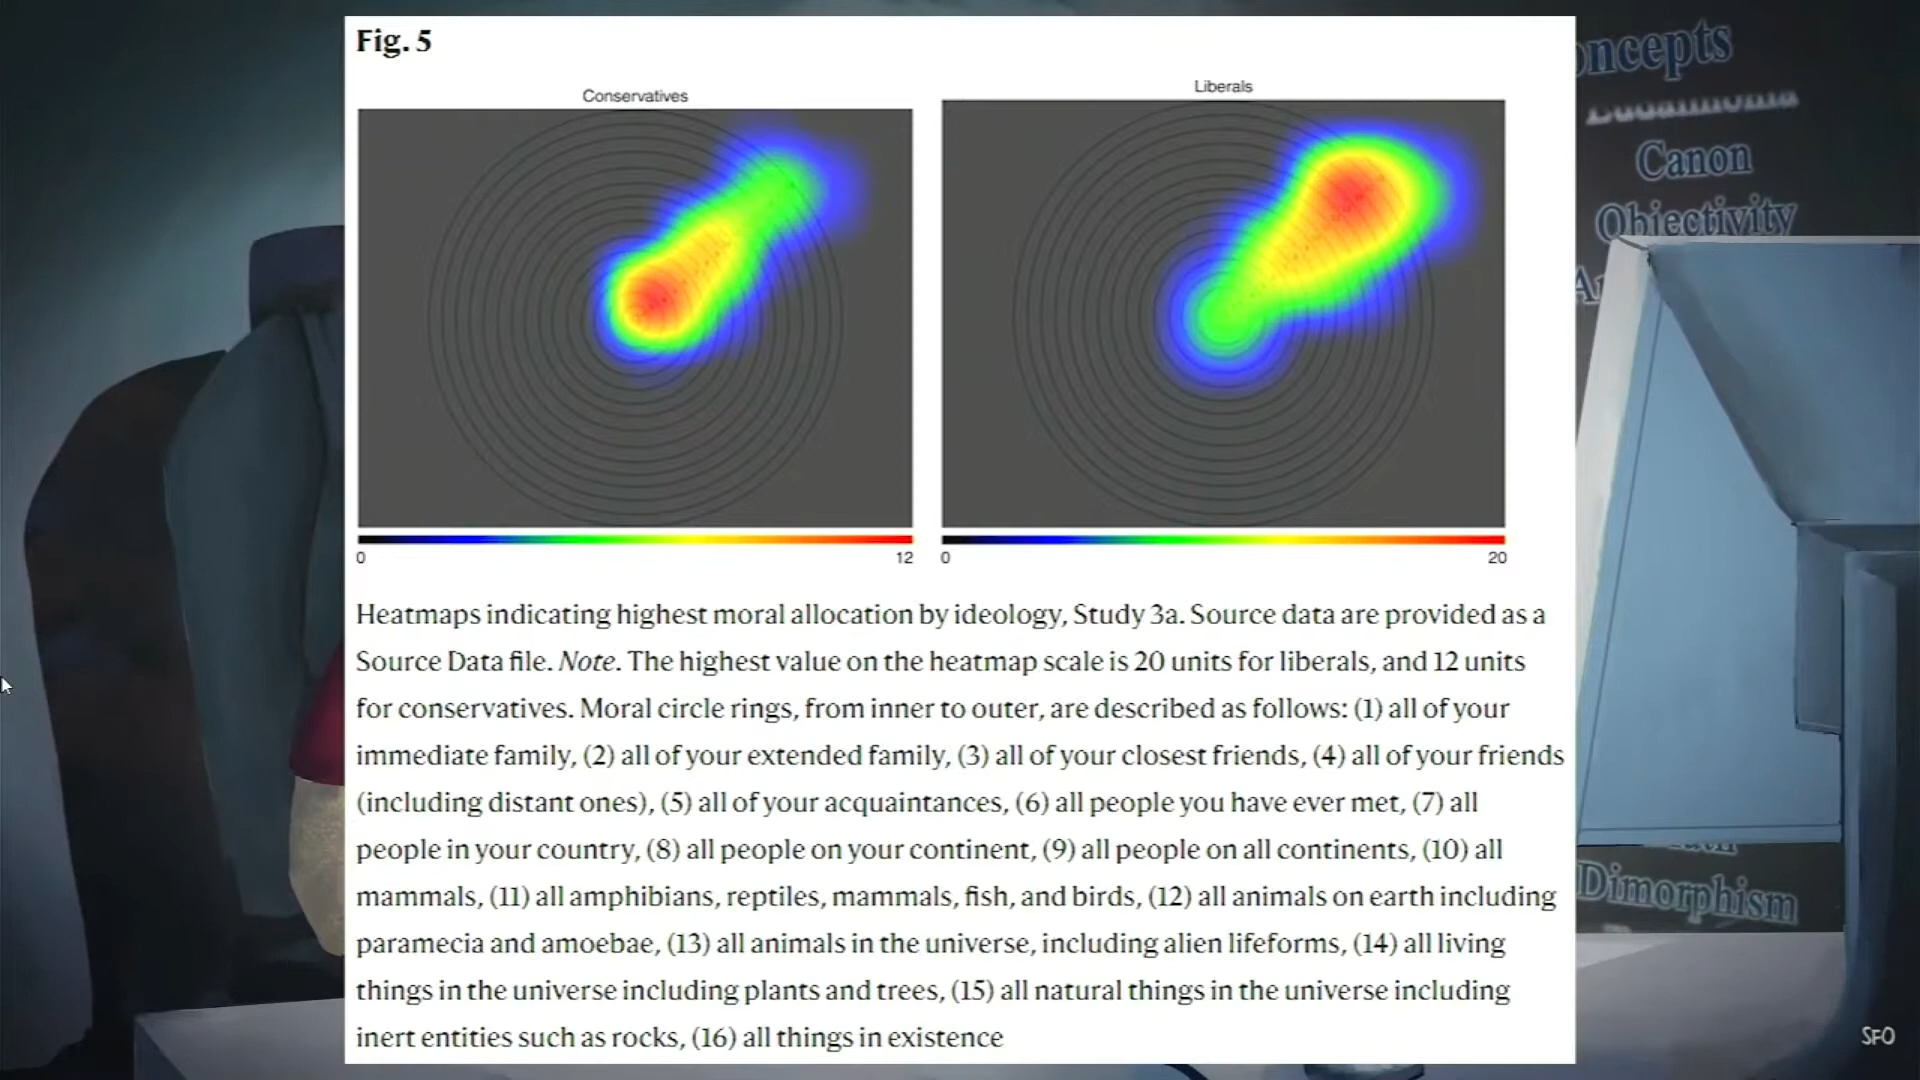 Fig. 5
Conservatives
Liberals
0
12
0
20
Heatmaps indicating highest moral allocation by ideology, Study 3a. Source data are provided as a
Source Data file. Note. The highest value on the heatmap scale is 20 units for liberals, and 12 units
for conservatives. Moral circle rings, from inner to outer, are described as follows: (1) all of your
immediate family, (2) all of your extended family, (3) all of your closest friends, (4) all of your friends
(including distant ones), (5) all of your acquaintances, (6) all people you have ever met, (7) all
people in your country, (8) all people on your continent, (9) all people on all continents, (10) all
mammals, (11) all amphibians, reptiles, mammals, fish, and birds, (12) all animals on earth including
paramecia and amoebae, (13) all animals in the universe, including alien lifeforms, (14) all living
things in the universe including plants and trees, (15) all natural things in the universe including
inert entities such as rocks, (16) all things in existence
Canon
Objectivity
Dimorphism
SFO